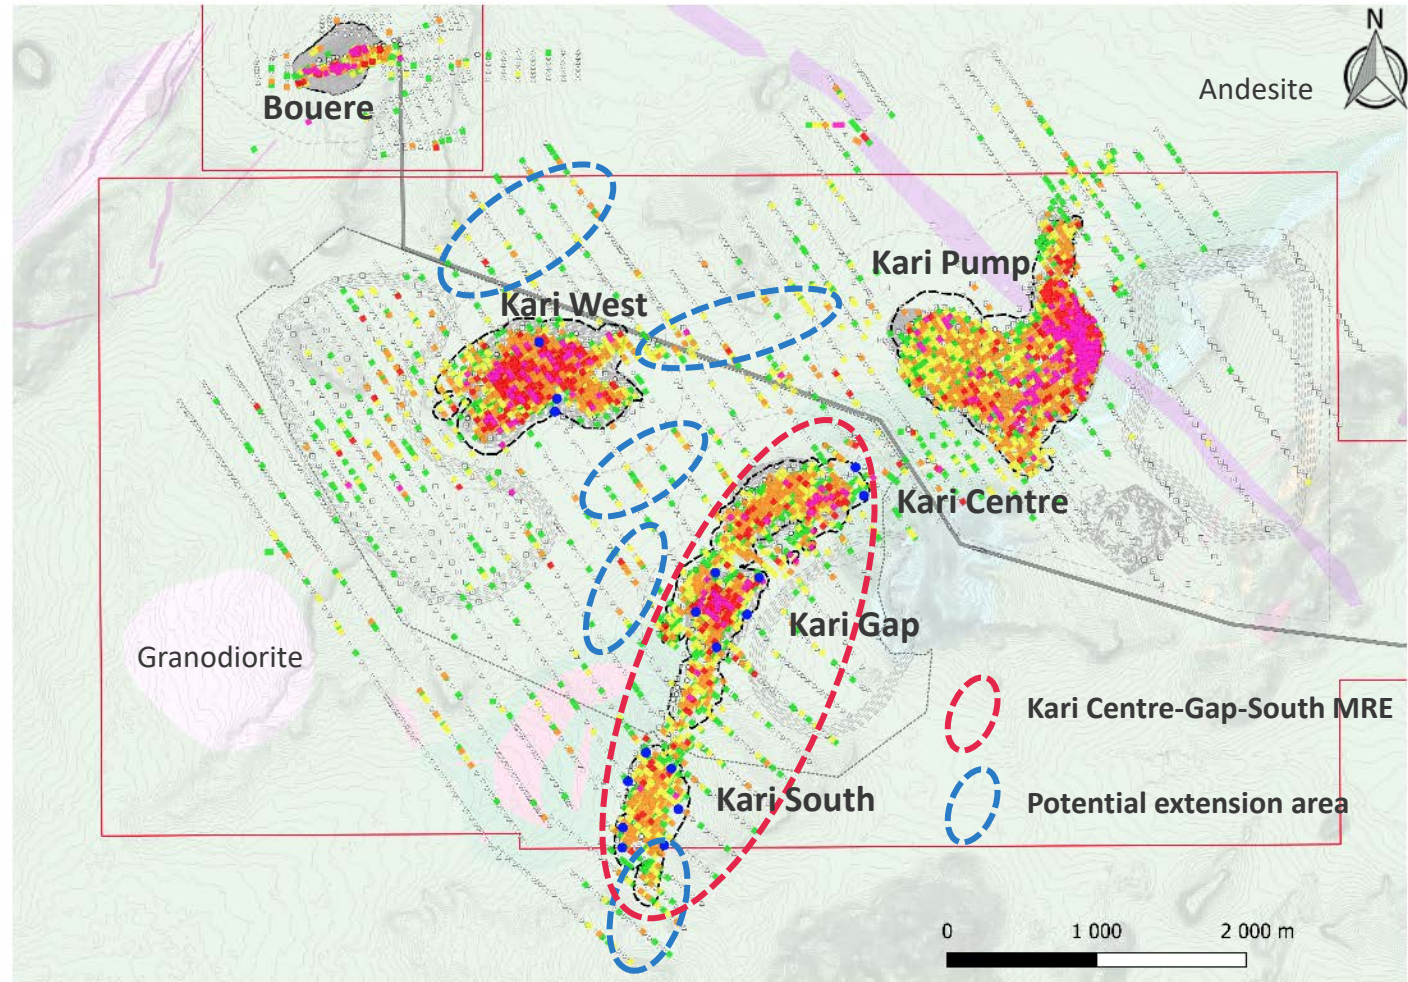 N
Andesite
Bouere
Kari Pump
Kari West
Kari Centre
Kari Gap
Granodiorite
Kari Centre-Gap-South MRE
Kari South
Potential extension area
0 1 000 2 000 m